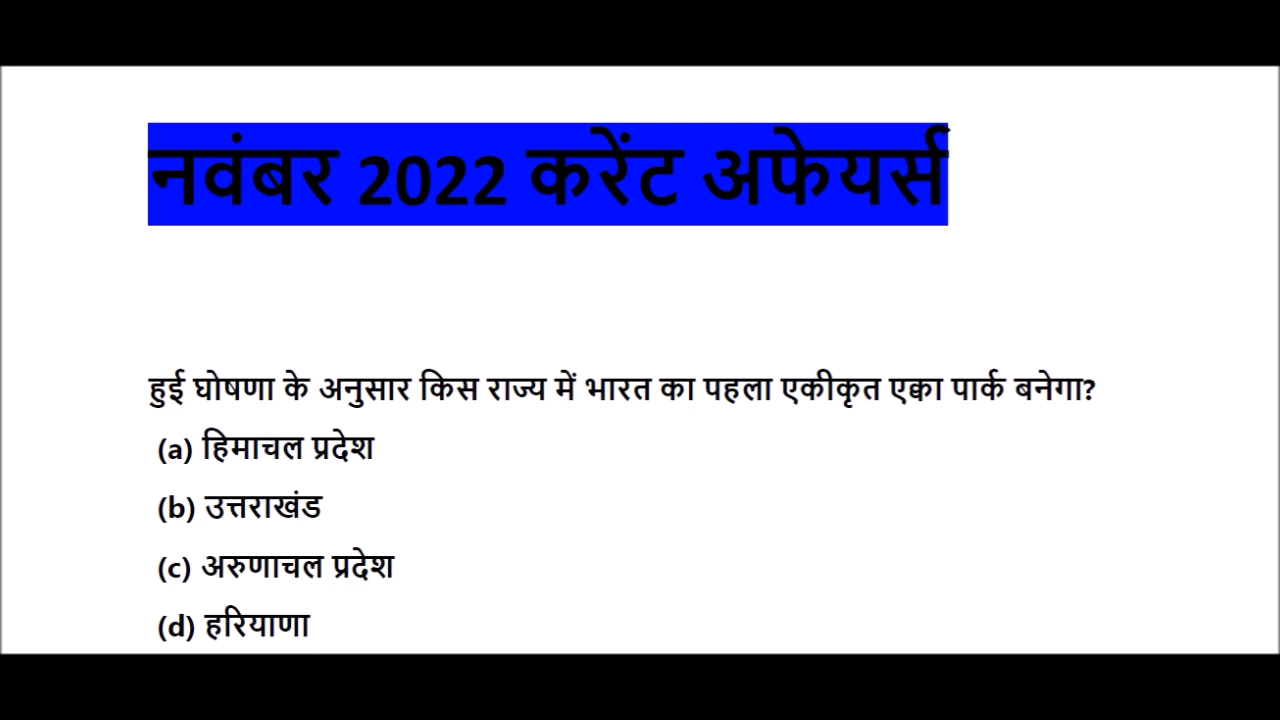 नवंबर 2022 करेंट अफेयर्स
हुई घोषणा के अनुसार किस राज्य में भारत का पहला एकीकृत एक्वा पार्क बनेगा?
(a) हिमाचल प्रदेश
(b) उत्तराखंड
(c) अरुणाचल प्रदेश
(d) हरियाणा